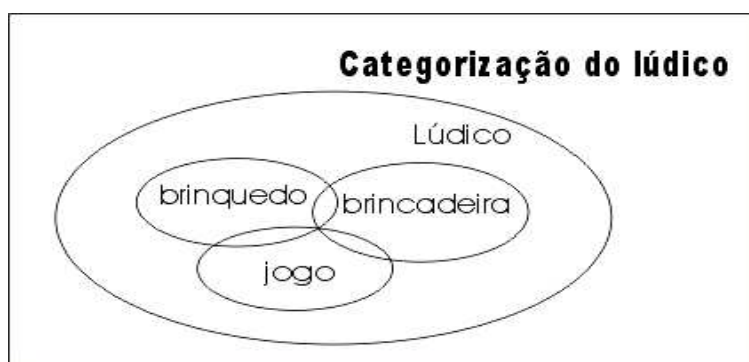 Categorização do lúdico
Lúdico
brinquedo
brincadeira
jogo